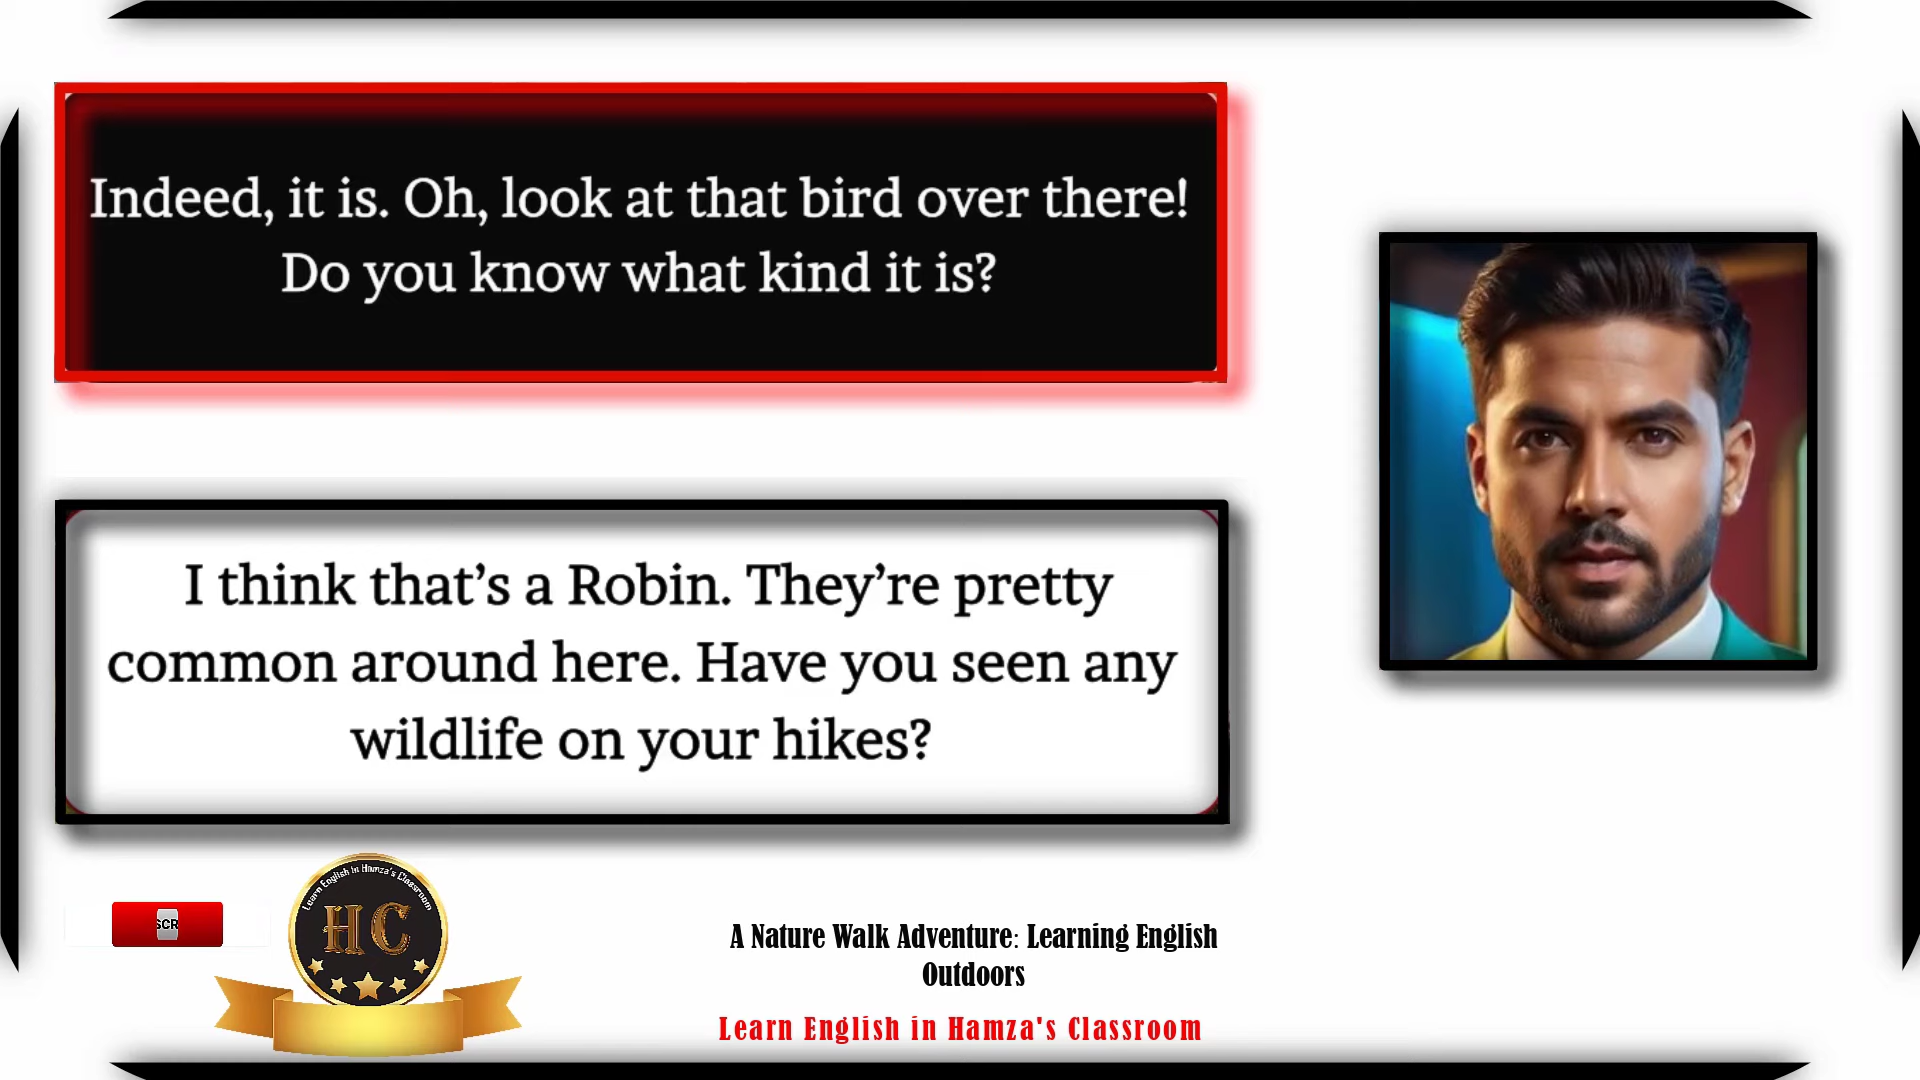 Indeed, it is. Oh, look at that bird over there!
Do you know what kind it is?
I think that’s a Robin. They’re pretty
common around here. Have you seen any
wildlife on your hikes?
Learn English in Hamza's Classroom
HC
SCR
A Nature Walk Adventure: Learning English
Outdoors
Learn English in Hamza's Classroom